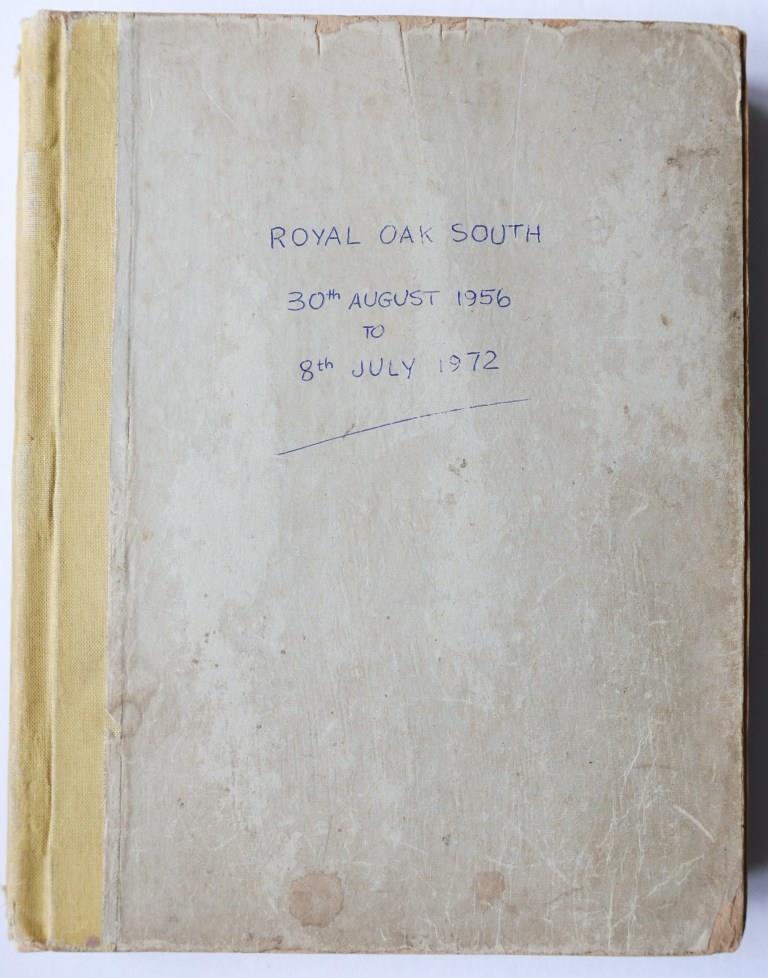 ROYAL OAK SOUTH
30th AUGUST 1956
TO
8th JULY 1972